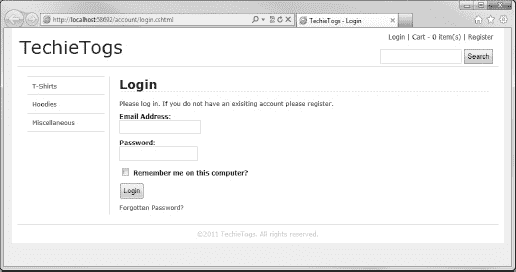 http://localhost:58692/account/login.cshtml
TechieTogs - Login
TechieTogs
Login | Cart - 0 item(s) | Register
Search
T-Shirts
Hoodies
Miscellaneous
Login
Please log in. If you do not have an exisiting account please register.
Email Address:
Password:
Remember me on this computer?
Login
Forgotten Password?
©2011 TechieTogs. All rights reserved.